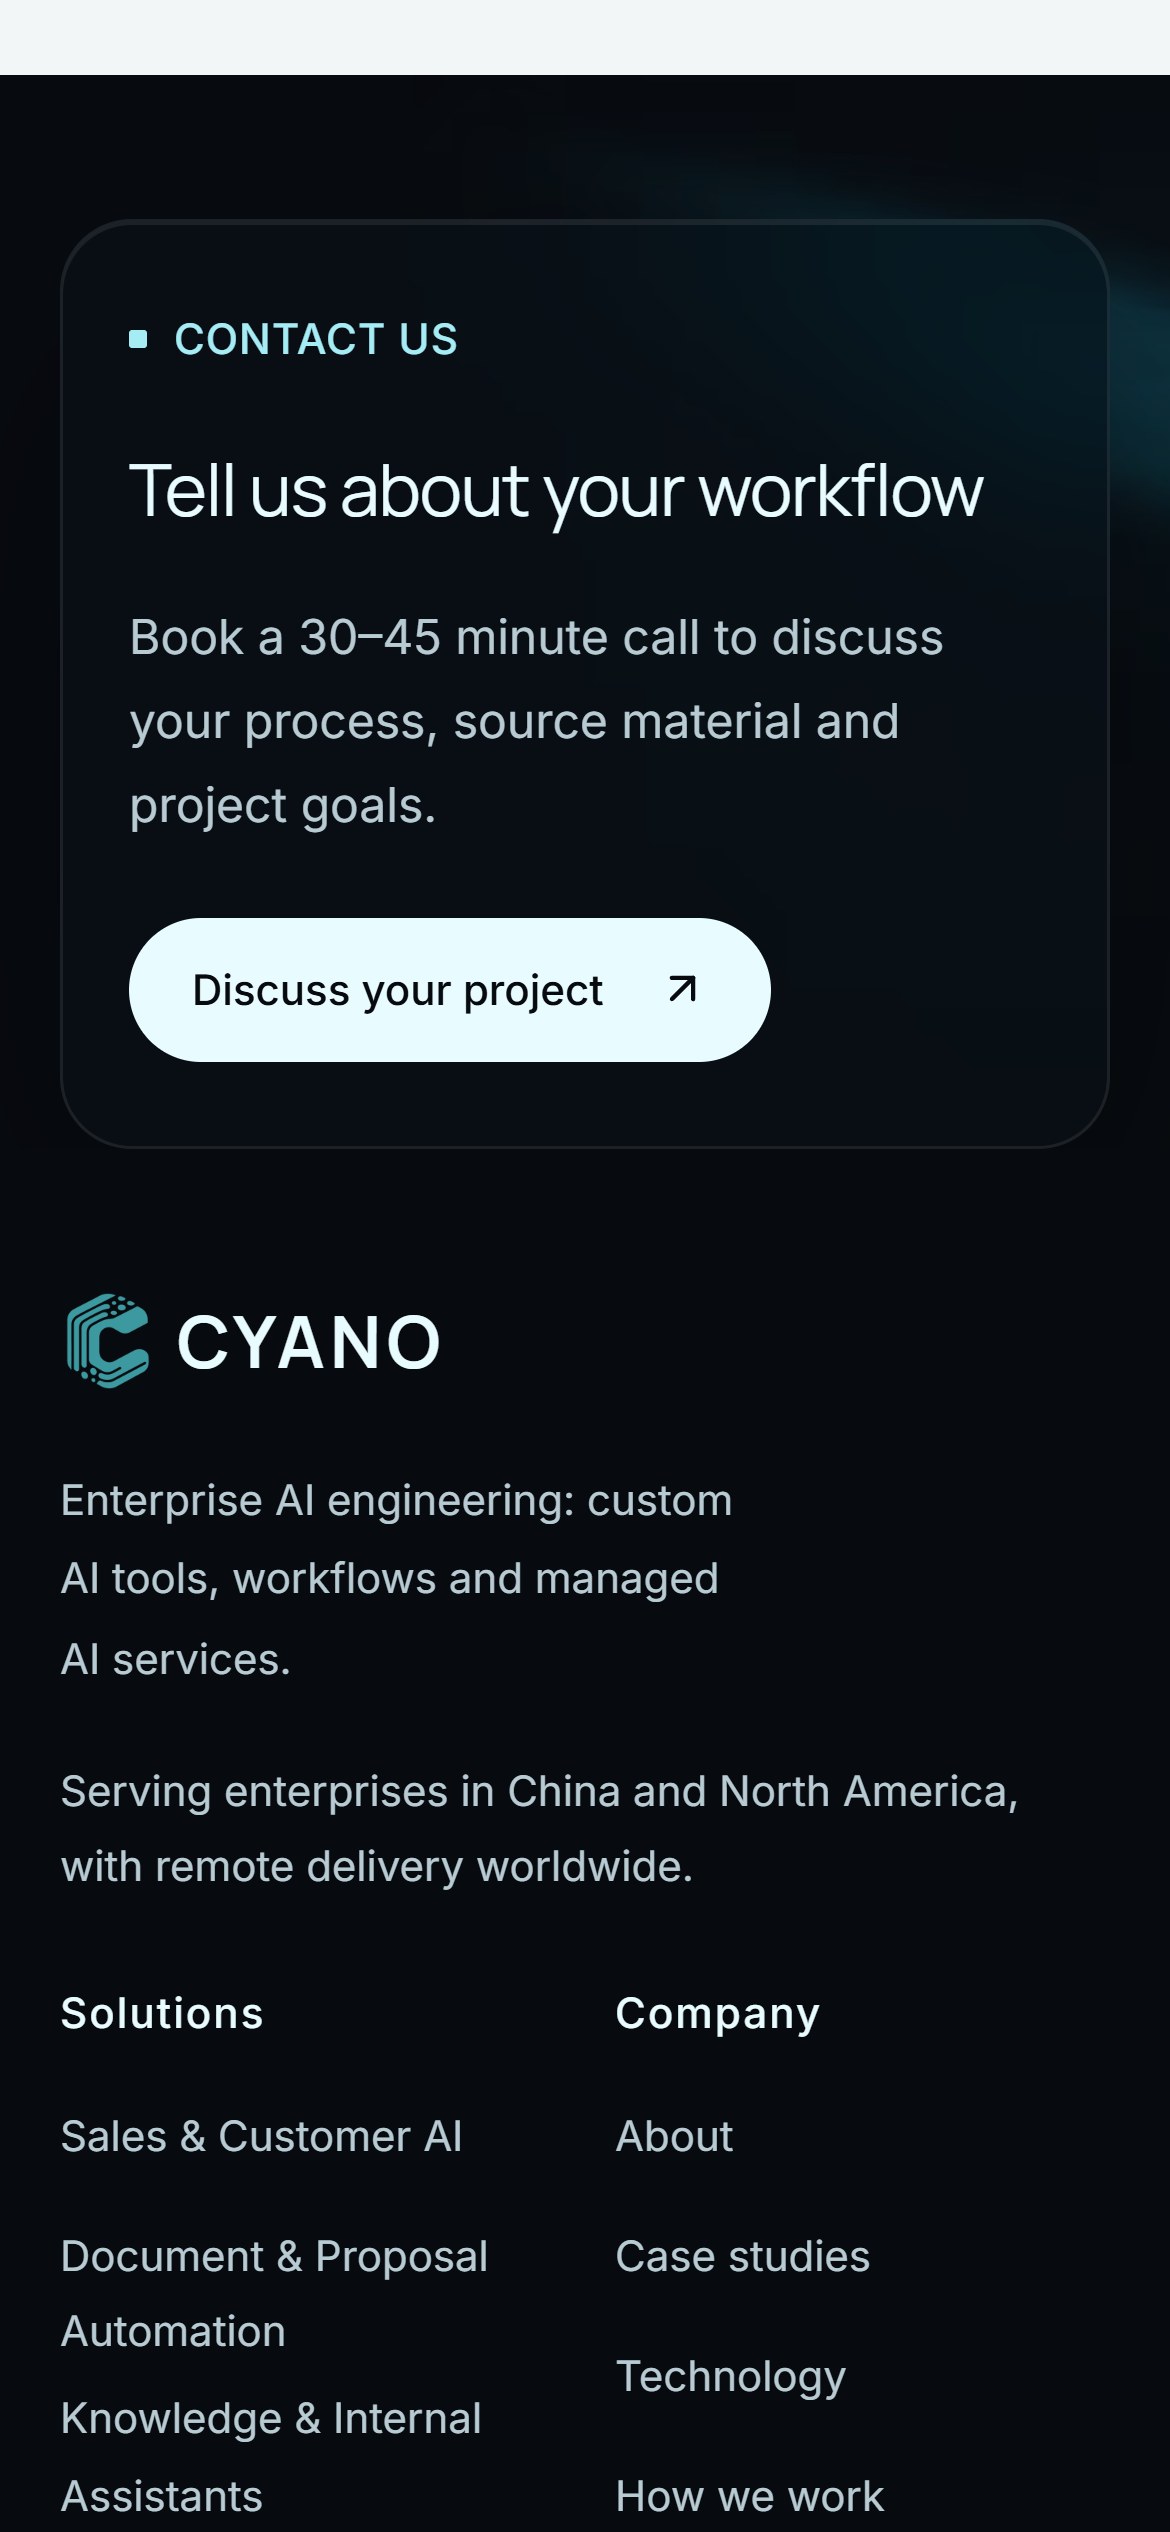 CONTACT US
Tell us about your workflow
Book a 30–45 minute call to discuss
your process, source material and
project goals.
Discuss your project
CYANO
Enterprise AI engineering: custom
AI tools, workflows and managed
AI services.
Serving enterprises in China and North America,
with remote delivery worldwide.
Solutions
Sales & Customer AI
Document & Proposal
Automation
Knowledge & Internal
Assistants
Company
About
Case studies
Technology
How we work